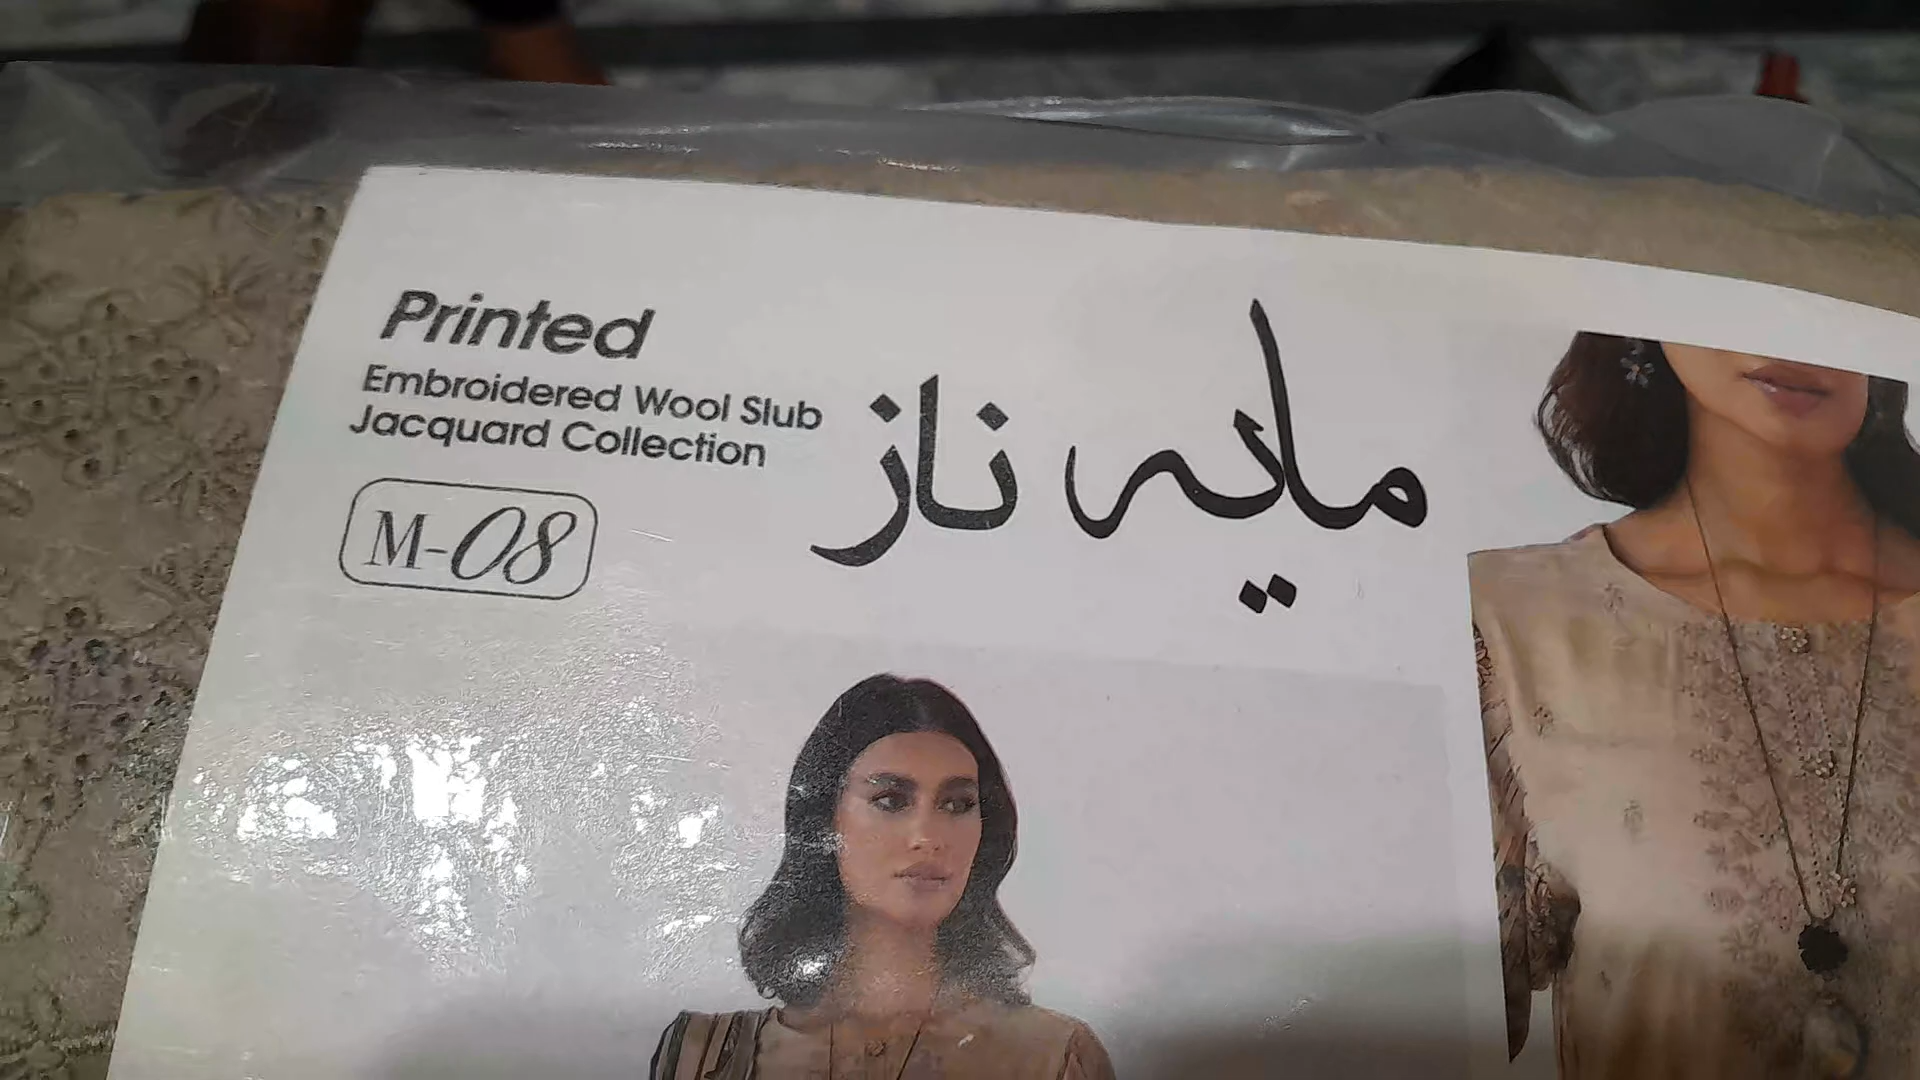 Printed
Embroidered Wool Slub
Jacquard Collection
M-08
مایہ ناز